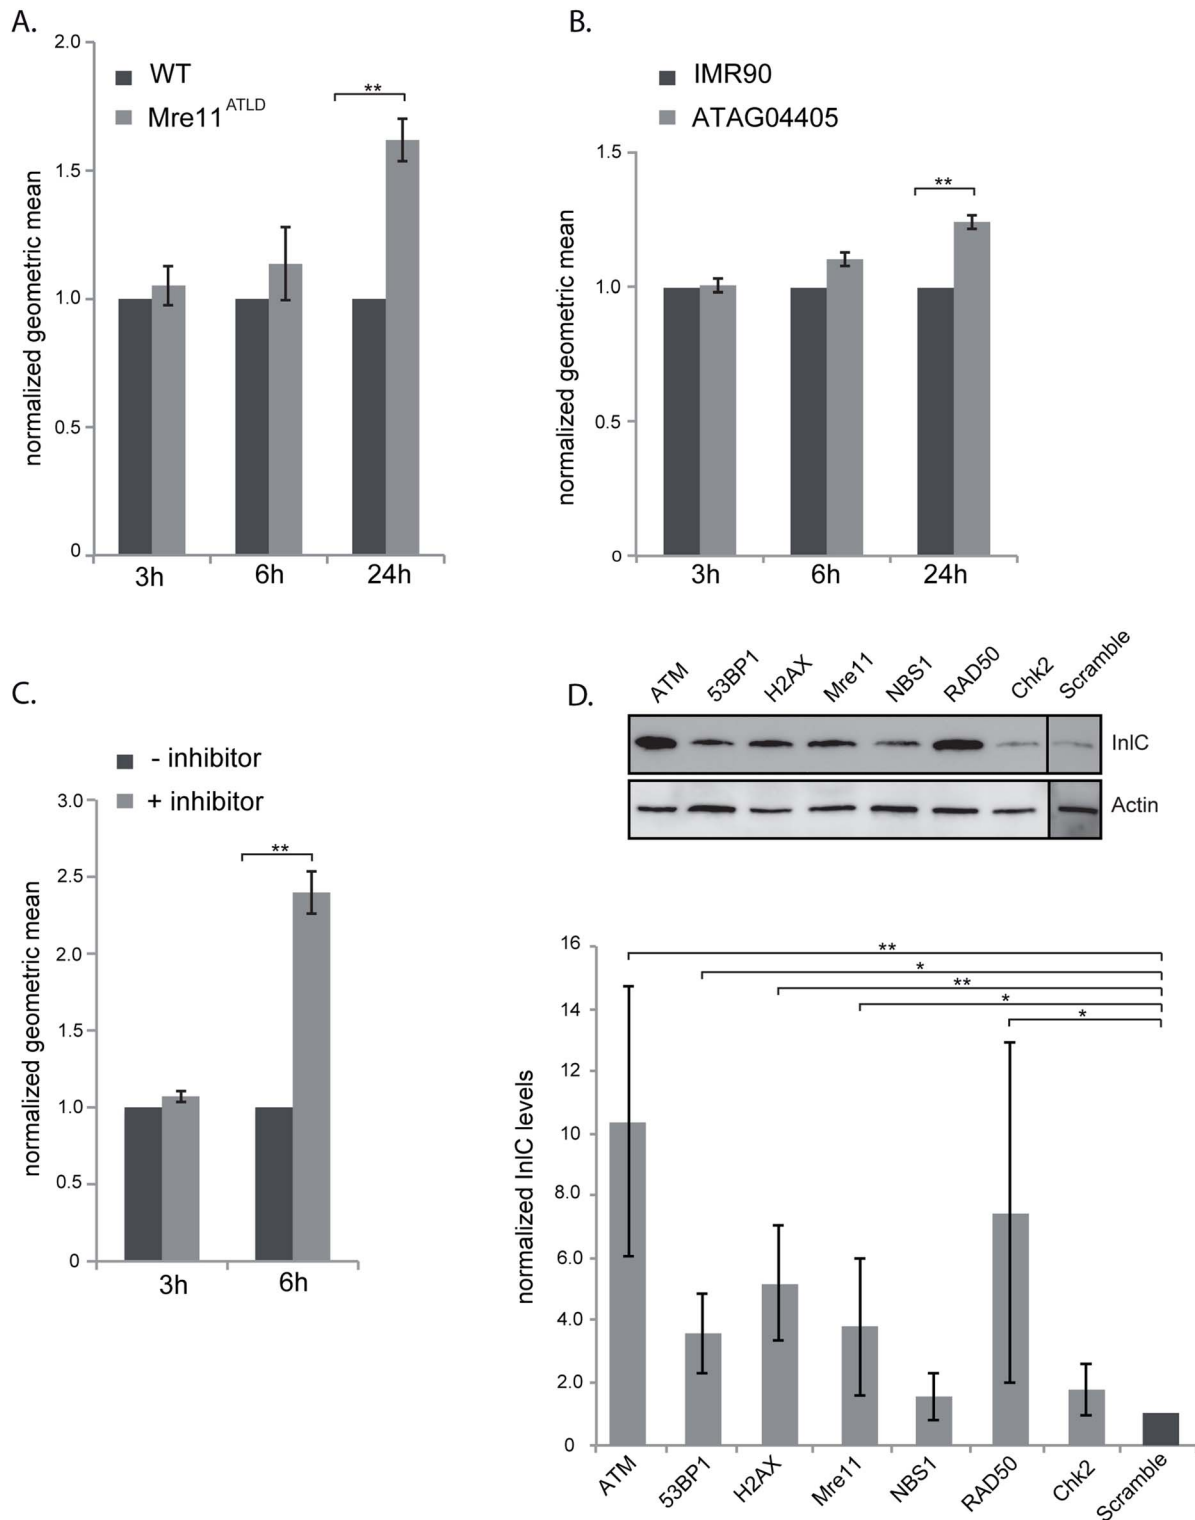 A.
2.0
1.5
1.0
0.5
0
normalized geometric mean
WT
Mre11ATLD
**
3h 6h 24h
B.
IMR90
ATAG04405
1.5
1.0
0.5
0
normalized geometric mean
**
3h 6h 24h
C.
- inhibitor
+ inhibitor
3.0
2.5
2.0
1.5
1.0
0.5
0
normalized geometric mean
**
3h 6h
D.
ATM 53BP1 H2AX Mre11 NBS1 RAD50 Chk2 Scramble
InlC
Actin
16
14
12
10
8.0
6.0
4.0
2.0
0
normalized InlC levels
**
*
**
*
*
ATM 53BP1 H2AX Mre11 NBS1 RAD50 Chk2 Scramble